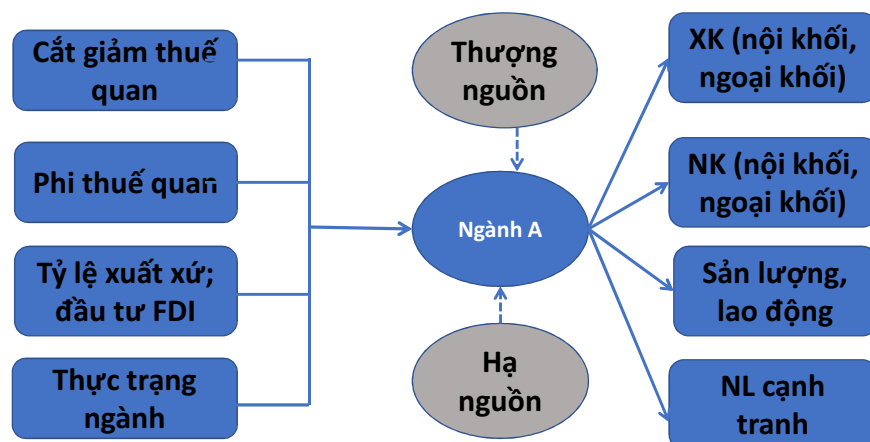 Cắt giảm thuế
quan
Phi thuế quan
Tỷ lệ xuất xứ;
đầu tư FDI
Thực trạng
ngành
Thượng
nguồn
Ngành A
Hạ
nguồn
XK (nội khối,
ngoại khối)
NK (nội khối,
ngoại khối)
Sản lượng,
lao động
NL cạnh
tranh